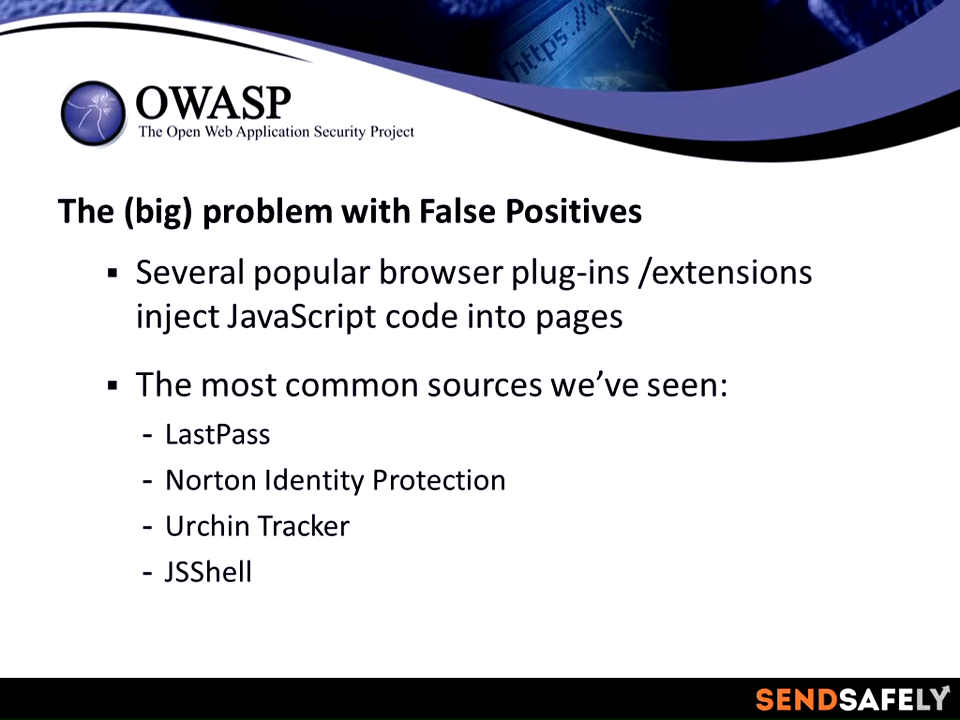 https://w
OWASP
The Open Web Application Security Project
The (big) problem with False Positives
▪ Several popular browser plug-ins /extensions
inject JavaScript code into pages
▪ The most common sources we’ve seen:
- LastPass
- Norton Identity Protection
- Urchin Tracker
- JSShell
SENDSAFELY